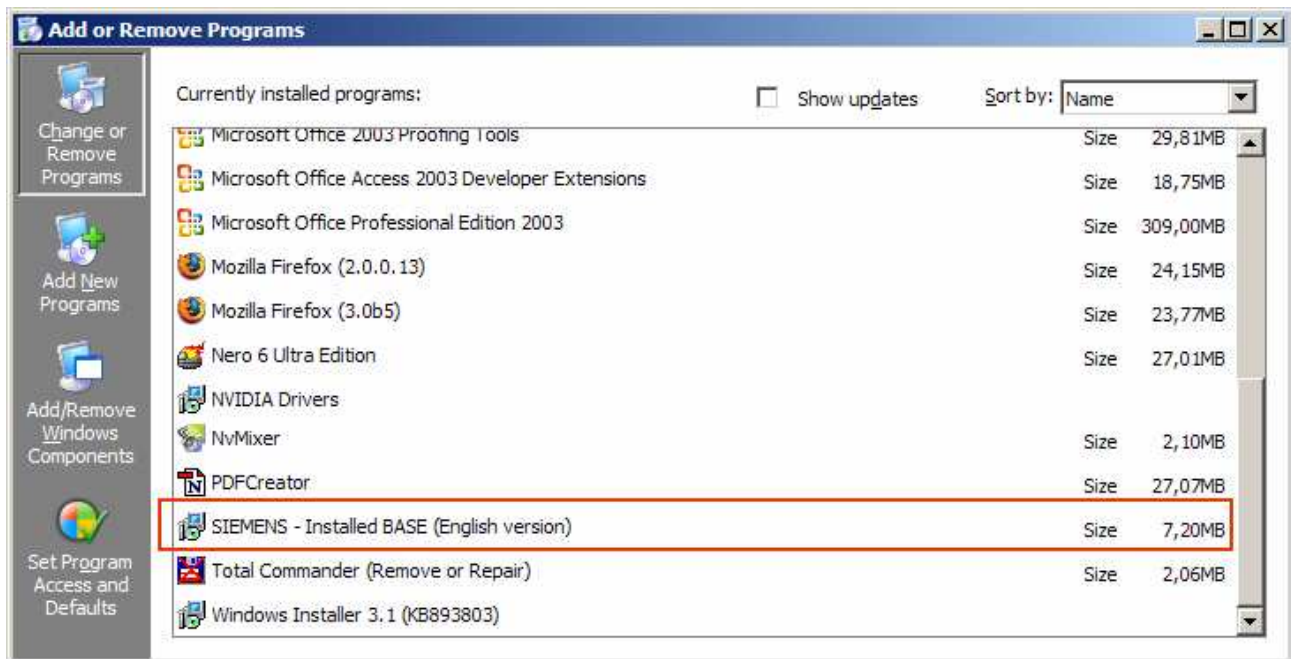 Add or Remove Programs
Change or
Remove
Programs
Add New
Programs
Add/Remove
Windows
Components
Set Program
Access and
Defaults
Currently installed programs:
Show updates
Sort by: Name
Microsoft Office 2003 Proofing Tools Size 29,81MB
Microsoft Office Access 2003 Developer Extensions Size 18,75MB
Microsoft Office Professional Edition 2003 Size 309,00MB
Mozilla Firefox (2.0.0.13) Size 24,15MB
Mozilla Firefox (3.0b5) Size 23,77MB
Nero 6 Ultra Edition Size 27,01MB
NVIDIA Drivers
NvMixer Size 2,10MB
PDFCreator Size 27,07MB
SIEMENS - Installed BASE (English version) Size 7,20MB
Total Commander (Remove or Repair) Size 2,06MB
Windows Installer 3.1 (KB893803)